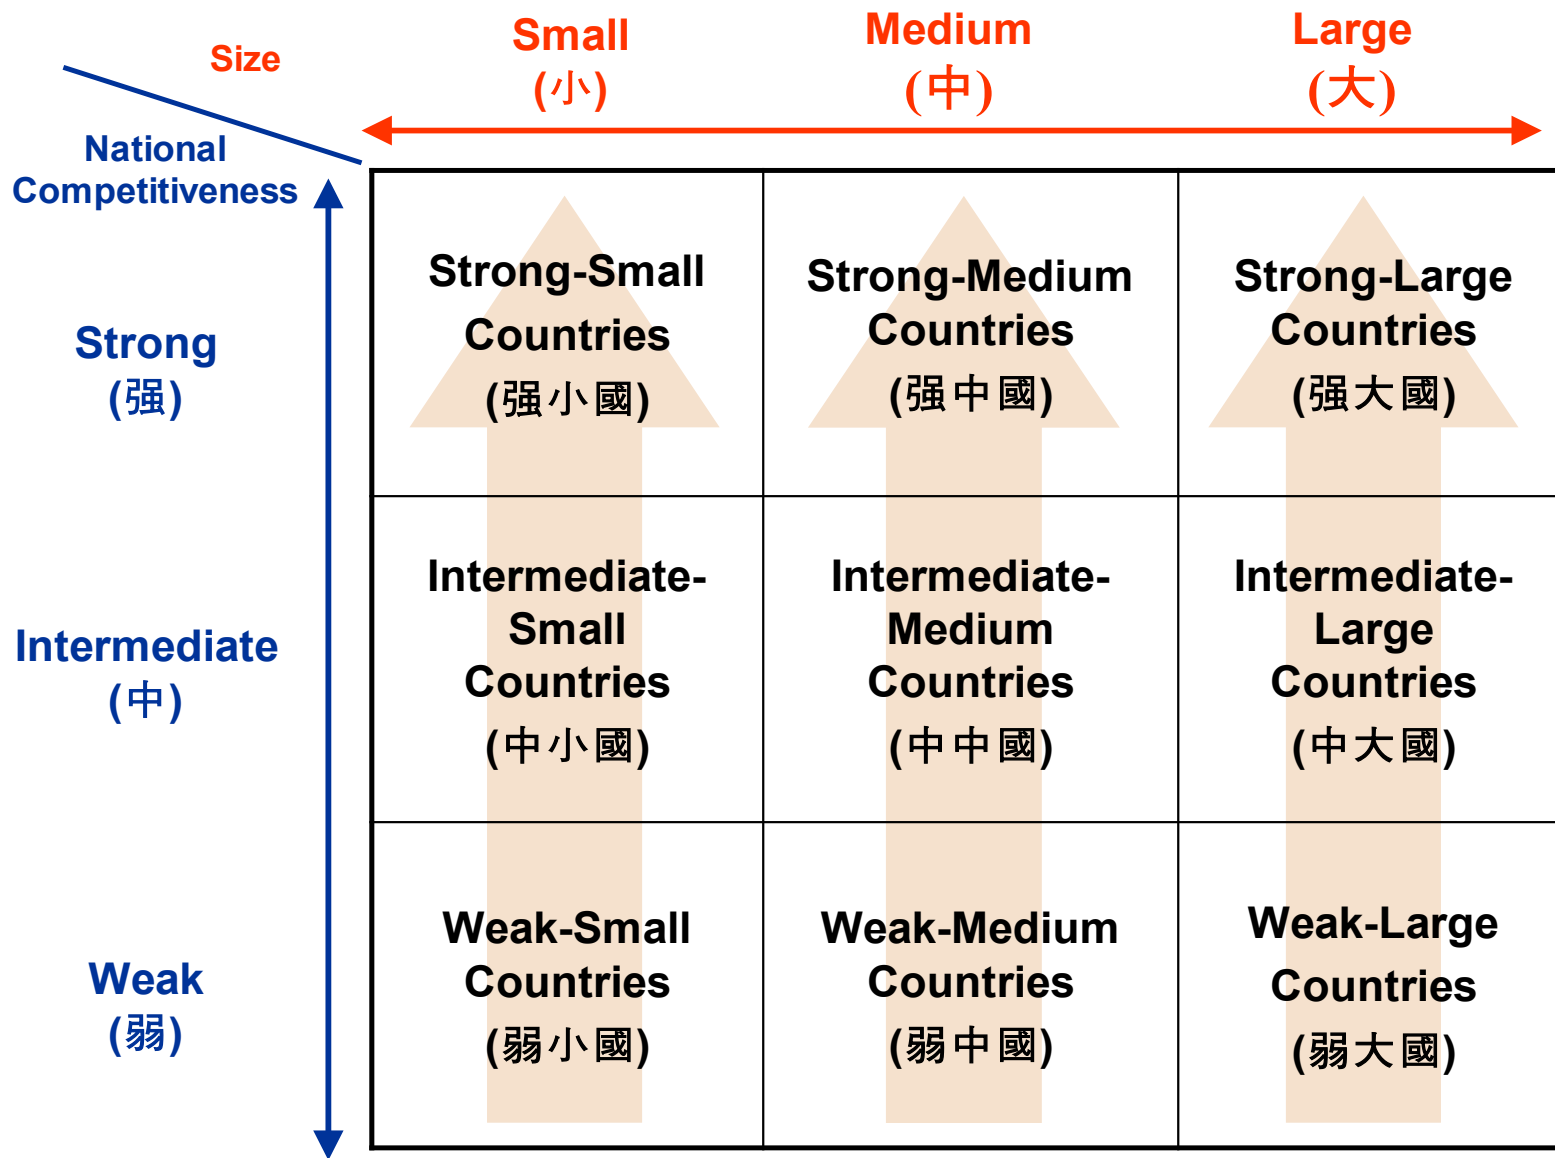 Size
Small
(小)
Medium
(中)
Large
(大)
National
Competitiveness
Strong
(强)
Strong-Small
Countries
(强小國)
Strong-Medium
Countries
(强中國)
Strong-Large
Countries
(强大國)
Intermediate
(中)
Intermediate-
Small
Countries
(中小國)
Intermediate-
Medium
Countries
(中中國)
Intermediate-
Large
Countries
(中大國)
Weak
(弱)
Weak-Small
Countries
(弱小國)
Weak-Medium
Countries
(弱中國)
Weak-Large
Countries
(弱大國)